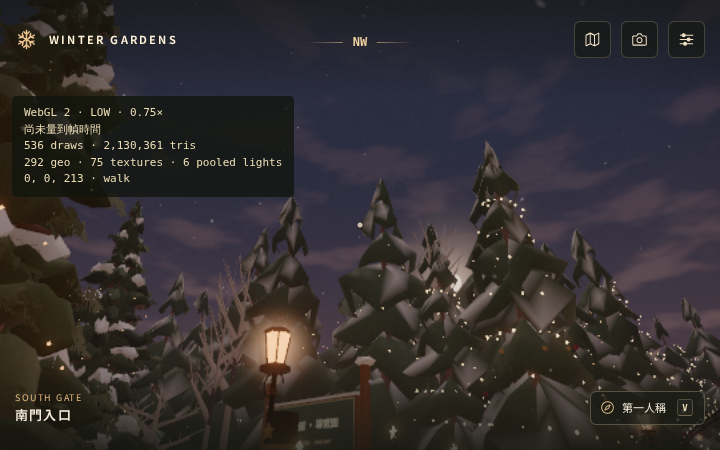 WINTER GARDENS
NW
WebGL 2 · LOW · 0.75×
尚未量到幀時間
536 draws · 2,130,361 tris
292 geo · 75 textures · 6 pooled lights
0, 0, 213 · walk
SOUTH GATE
南門入口
第一人稱 V